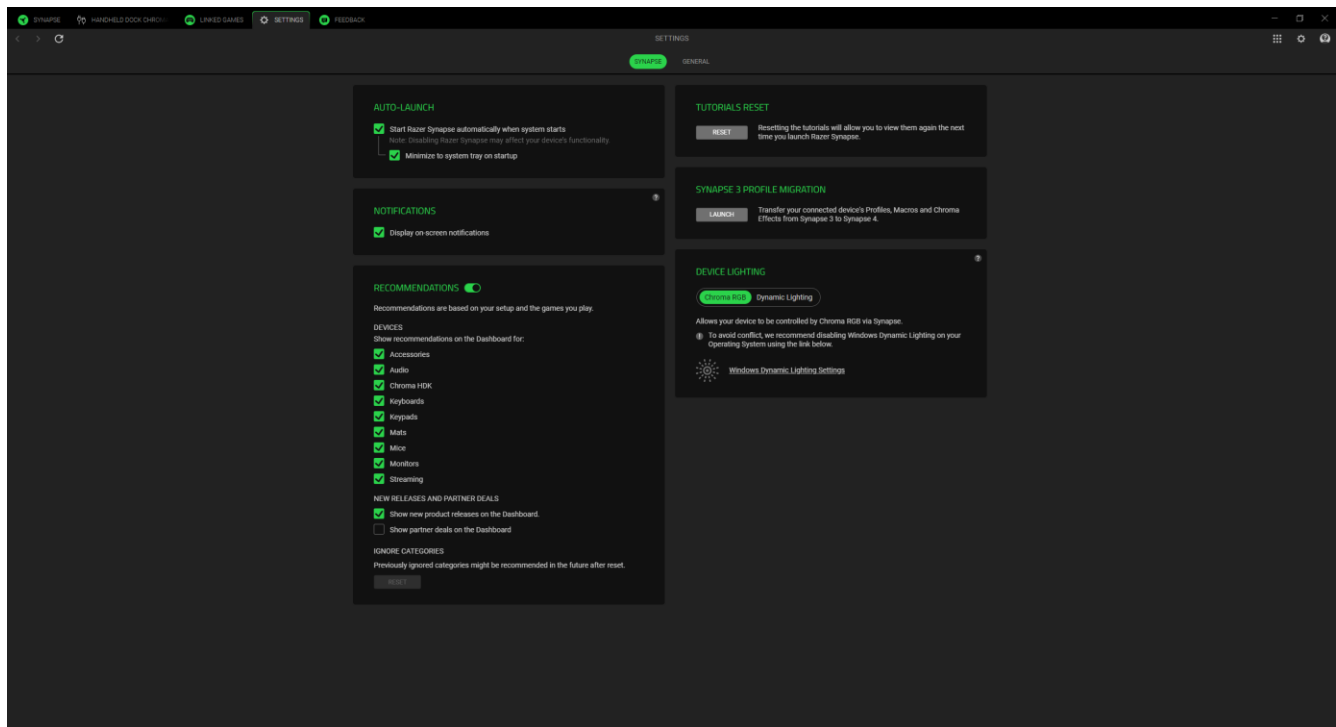 SYNAPSE
HANDHELD DOCK CHROM
LINKED GAMES
SETTINGS
FEEDBACK
SETTINGS
SYNAPSE
GENERAL
AUTO-LAUNCH
Start Razer Synapse automatically when system starts
Note: Disabling Razer Synapse may affect your device's functionality.
Minimize to system tray on startup
NOTIFICATIONS
Display on-screen notifications
RECOMMENDATIONS
Recommendations are based on your setup and the games you play.
DEVICES
Show recommendations on the Dashboard for:
Accessories
Audio
Chroma HDK
Keyboards
Keypads
Mats
Mice
Monitors
Streaming
NEW RELEASES AND PARTNER DEALS
Show new product releases on the Dashboard.
Show partner deals on the Dashboard
IGNORE CATEGORIES
Previously ignored categories might be recommended in the future after reset.
RESET
TUTORIALS RESET
RESET
Resetting the tutorials will allow you to view them again the next
time you launch Razer Synapse.
SYNAPSE 3 PROFILE MIGRATION
LAUNCH
Transfer your connected device's Profiles, Macros and Chroma
Effects from Synapse 3 to Synapse 4.
DEVICE LIGHTING
Chroma RGB
Dynamic Lighting
Allows your device to be controlled by Chroma RGB via Synapse.
To avoid conflict, we recommend disabling Windows Dynamic Lighting on your
Operating System using the link below.
Windows Dynamic Lighting Settings